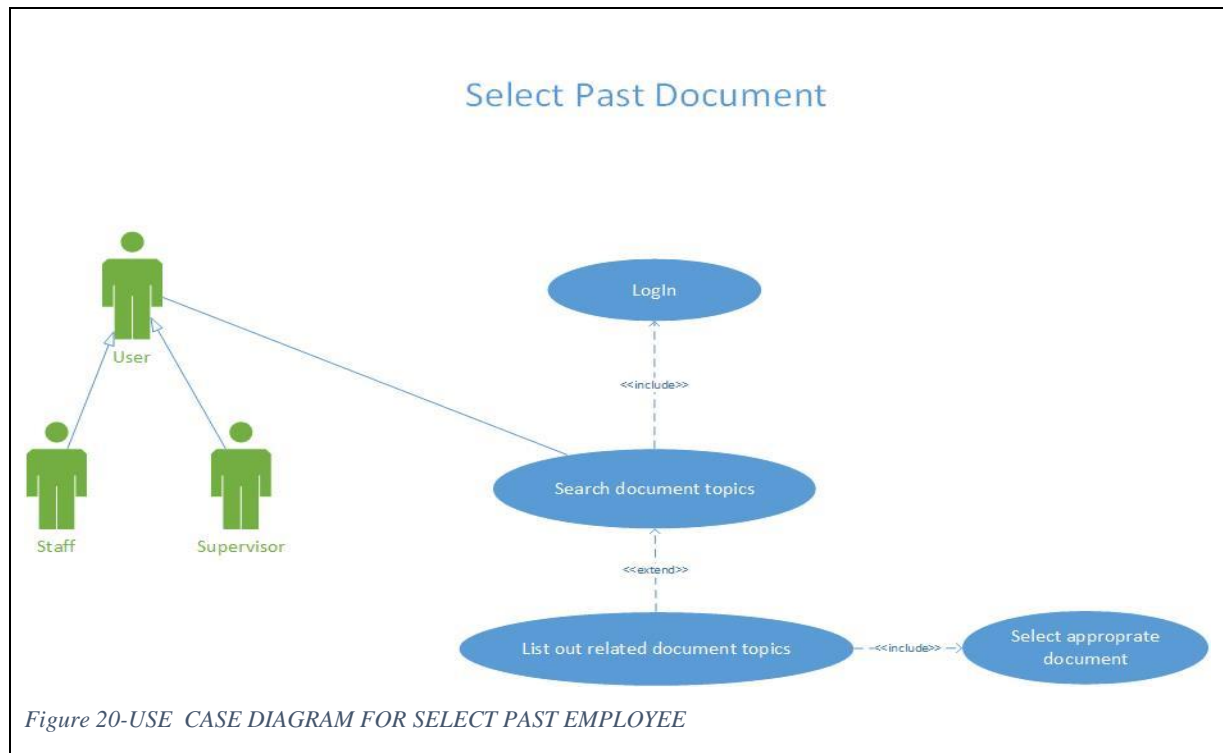 Select Past Document
LogIn
User
<<include>>
Search document topics
Staff
Supervisor
<<extend>>
List out related document topics
<<include>>
Select approprate
document
Figure 20-USE CASE DIAGRAM FOR SELECT PAST EMPLOYEE